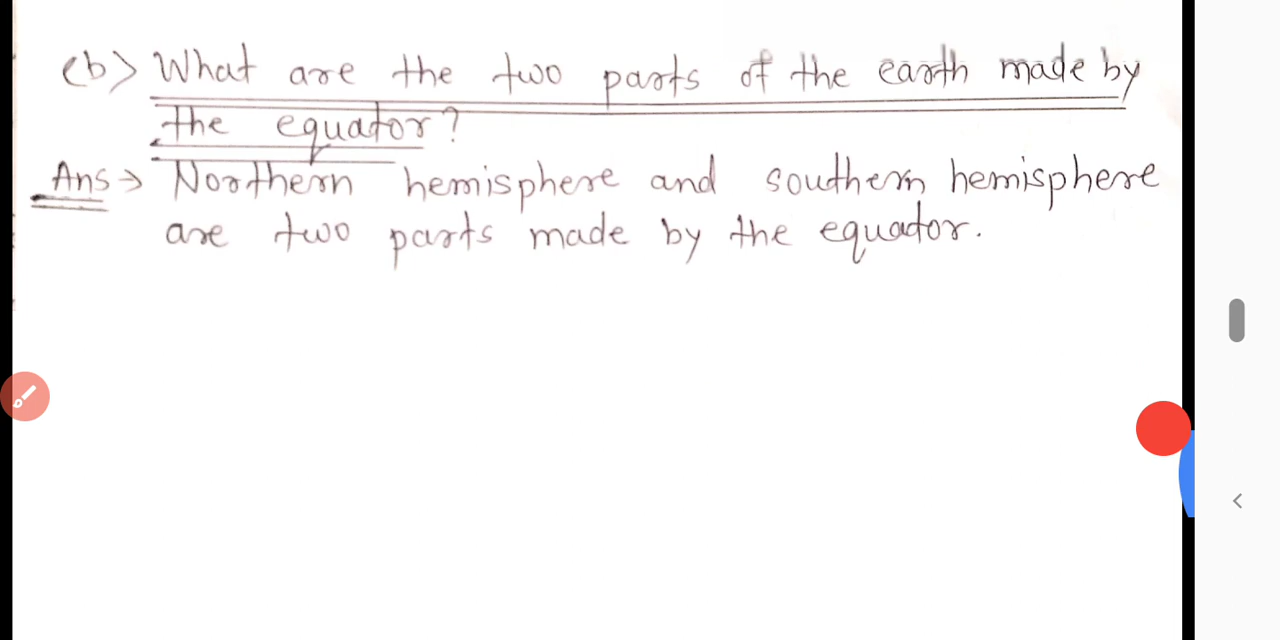 (b) What are the two parts of the earth made by
the equator?
Ans → Northern hemisphere and southern hemisphere
are two parts made by the equator.